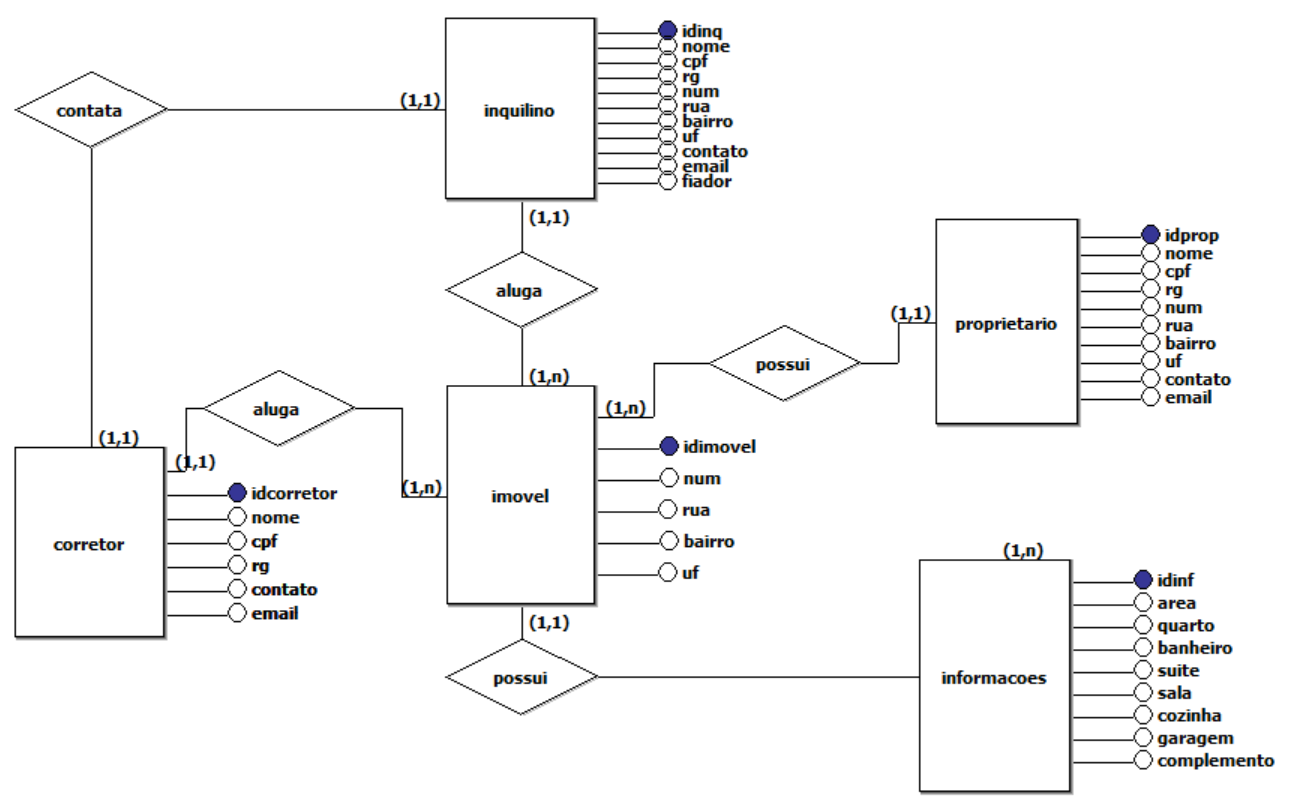 contata
(1,1)
inquilino
idinq
nome
cpf
rg
num
rua
bairro
uf
contato
email
fiador
(1,1)
aluga
(1,n)
(1,1)
proprietario
idprop
nome
cpf
rg
num
rua
bairro
uf
contato
email
possui
(1,n)
(1,1)
(1,1)
aluga
(1,n)
corretor
idcorretor
nome
cpf
rg
contato
email
imovel
idimovel
num
rua
bairro
uf
(1,1)
possui
(1,n)
informacoes
idinf
area
quarto
banheiro
suite
sala
cozinha
garagem
complemento